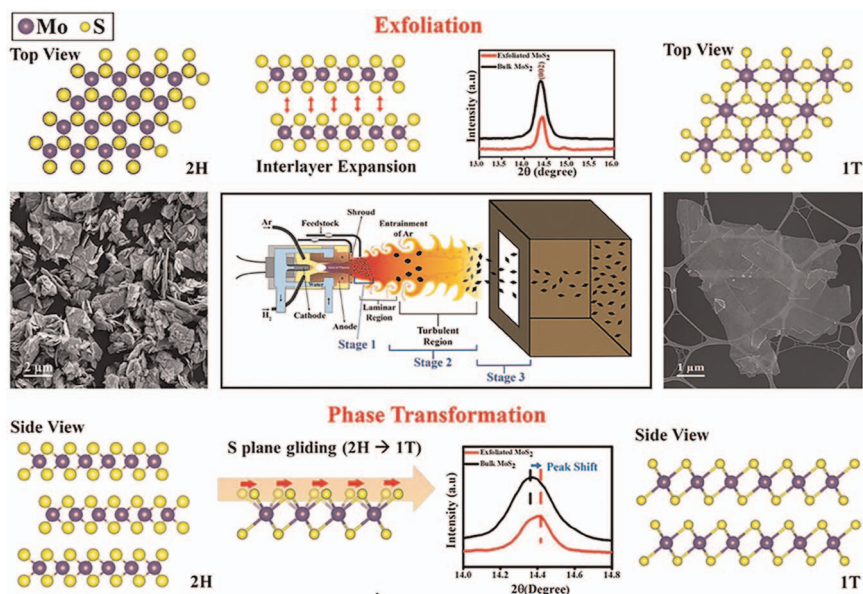 Mo S
Exfoliation
Top View
2H
Interlayer Expansion
Exfoliated MoS₂
Bulk MoS₂
(002)
Intensity (a.u)
13.0 13.5 14.0 14.5 15.0 15.5 16.0
2θ (degree)
Top View
1T
2 μm
Ar
Feedstock
Shroud
Entrainment
of Ar
Water
Cathode
Anode
H₂
Laminar
Region
Turbulent
Region
Stage 1
Stage 2
Stage 3
1 μm
Phase Transformation
Side View
2H
S plane gliding (2H → 1T)
Exfoliated MoS₂
Bulk MoS₂
Peak Shift
Intensity (a.u)
14.0 14.2 14.4 14.6 14.8
2θ(Degree)
Side View
1T